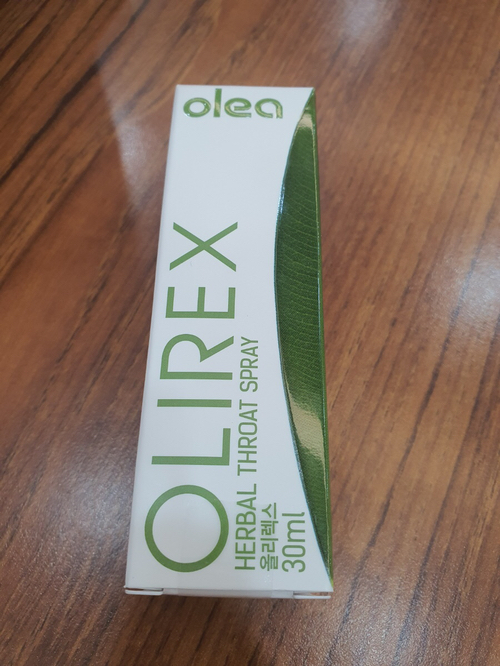 olea
OLIREX
HERBAL THROAT SPRAY
올리렉스
30ml